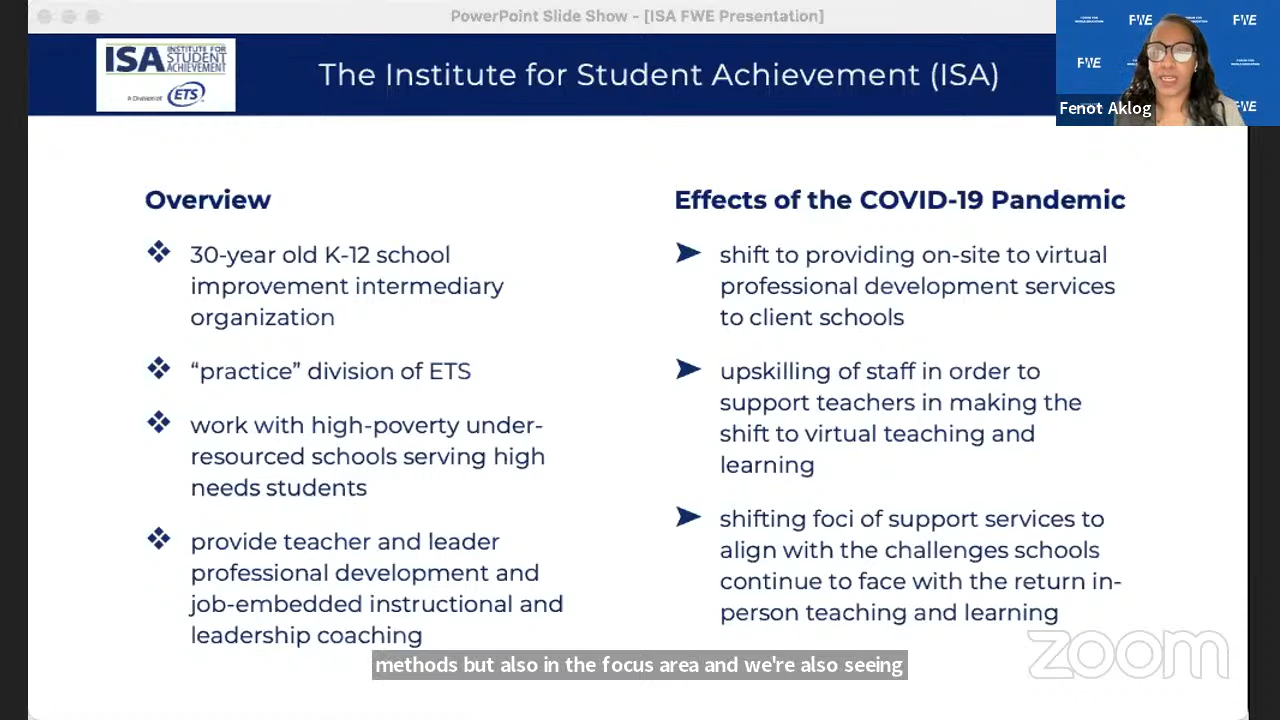 PowerPoint Slide Show - [ISA FWE Presentation]
ISA INSTITUTE FOR
STUDENT
ACHIEVEMENT
A Division of ETS
The Institute for Student Achievement (ISA)
FWE
FWE
FWE
FWE
Fenot Aklog
Overview
❖ 30-year old K-12 school
improvement intermediary
organization
❖ “practice” division of ETS
❖ work with high-poverty under-
resourced schools serving high
needs students
❖ provide teacher and leader
professional development and
job-embedded instructional and
leadership coaching
Effects of the COVID-19 Pandemic
➤ shift to providing on-site to virtual
professional development services
to client schools
➤ upskilling of staff in order to
support teachers in making the
shift to virtual teaching and
learning
➤ shifting foci of support services to
align with the challenges schools
continue to face with the return in-
person teaching and learning
methods but also in the focus area and we're also seeing
zoom